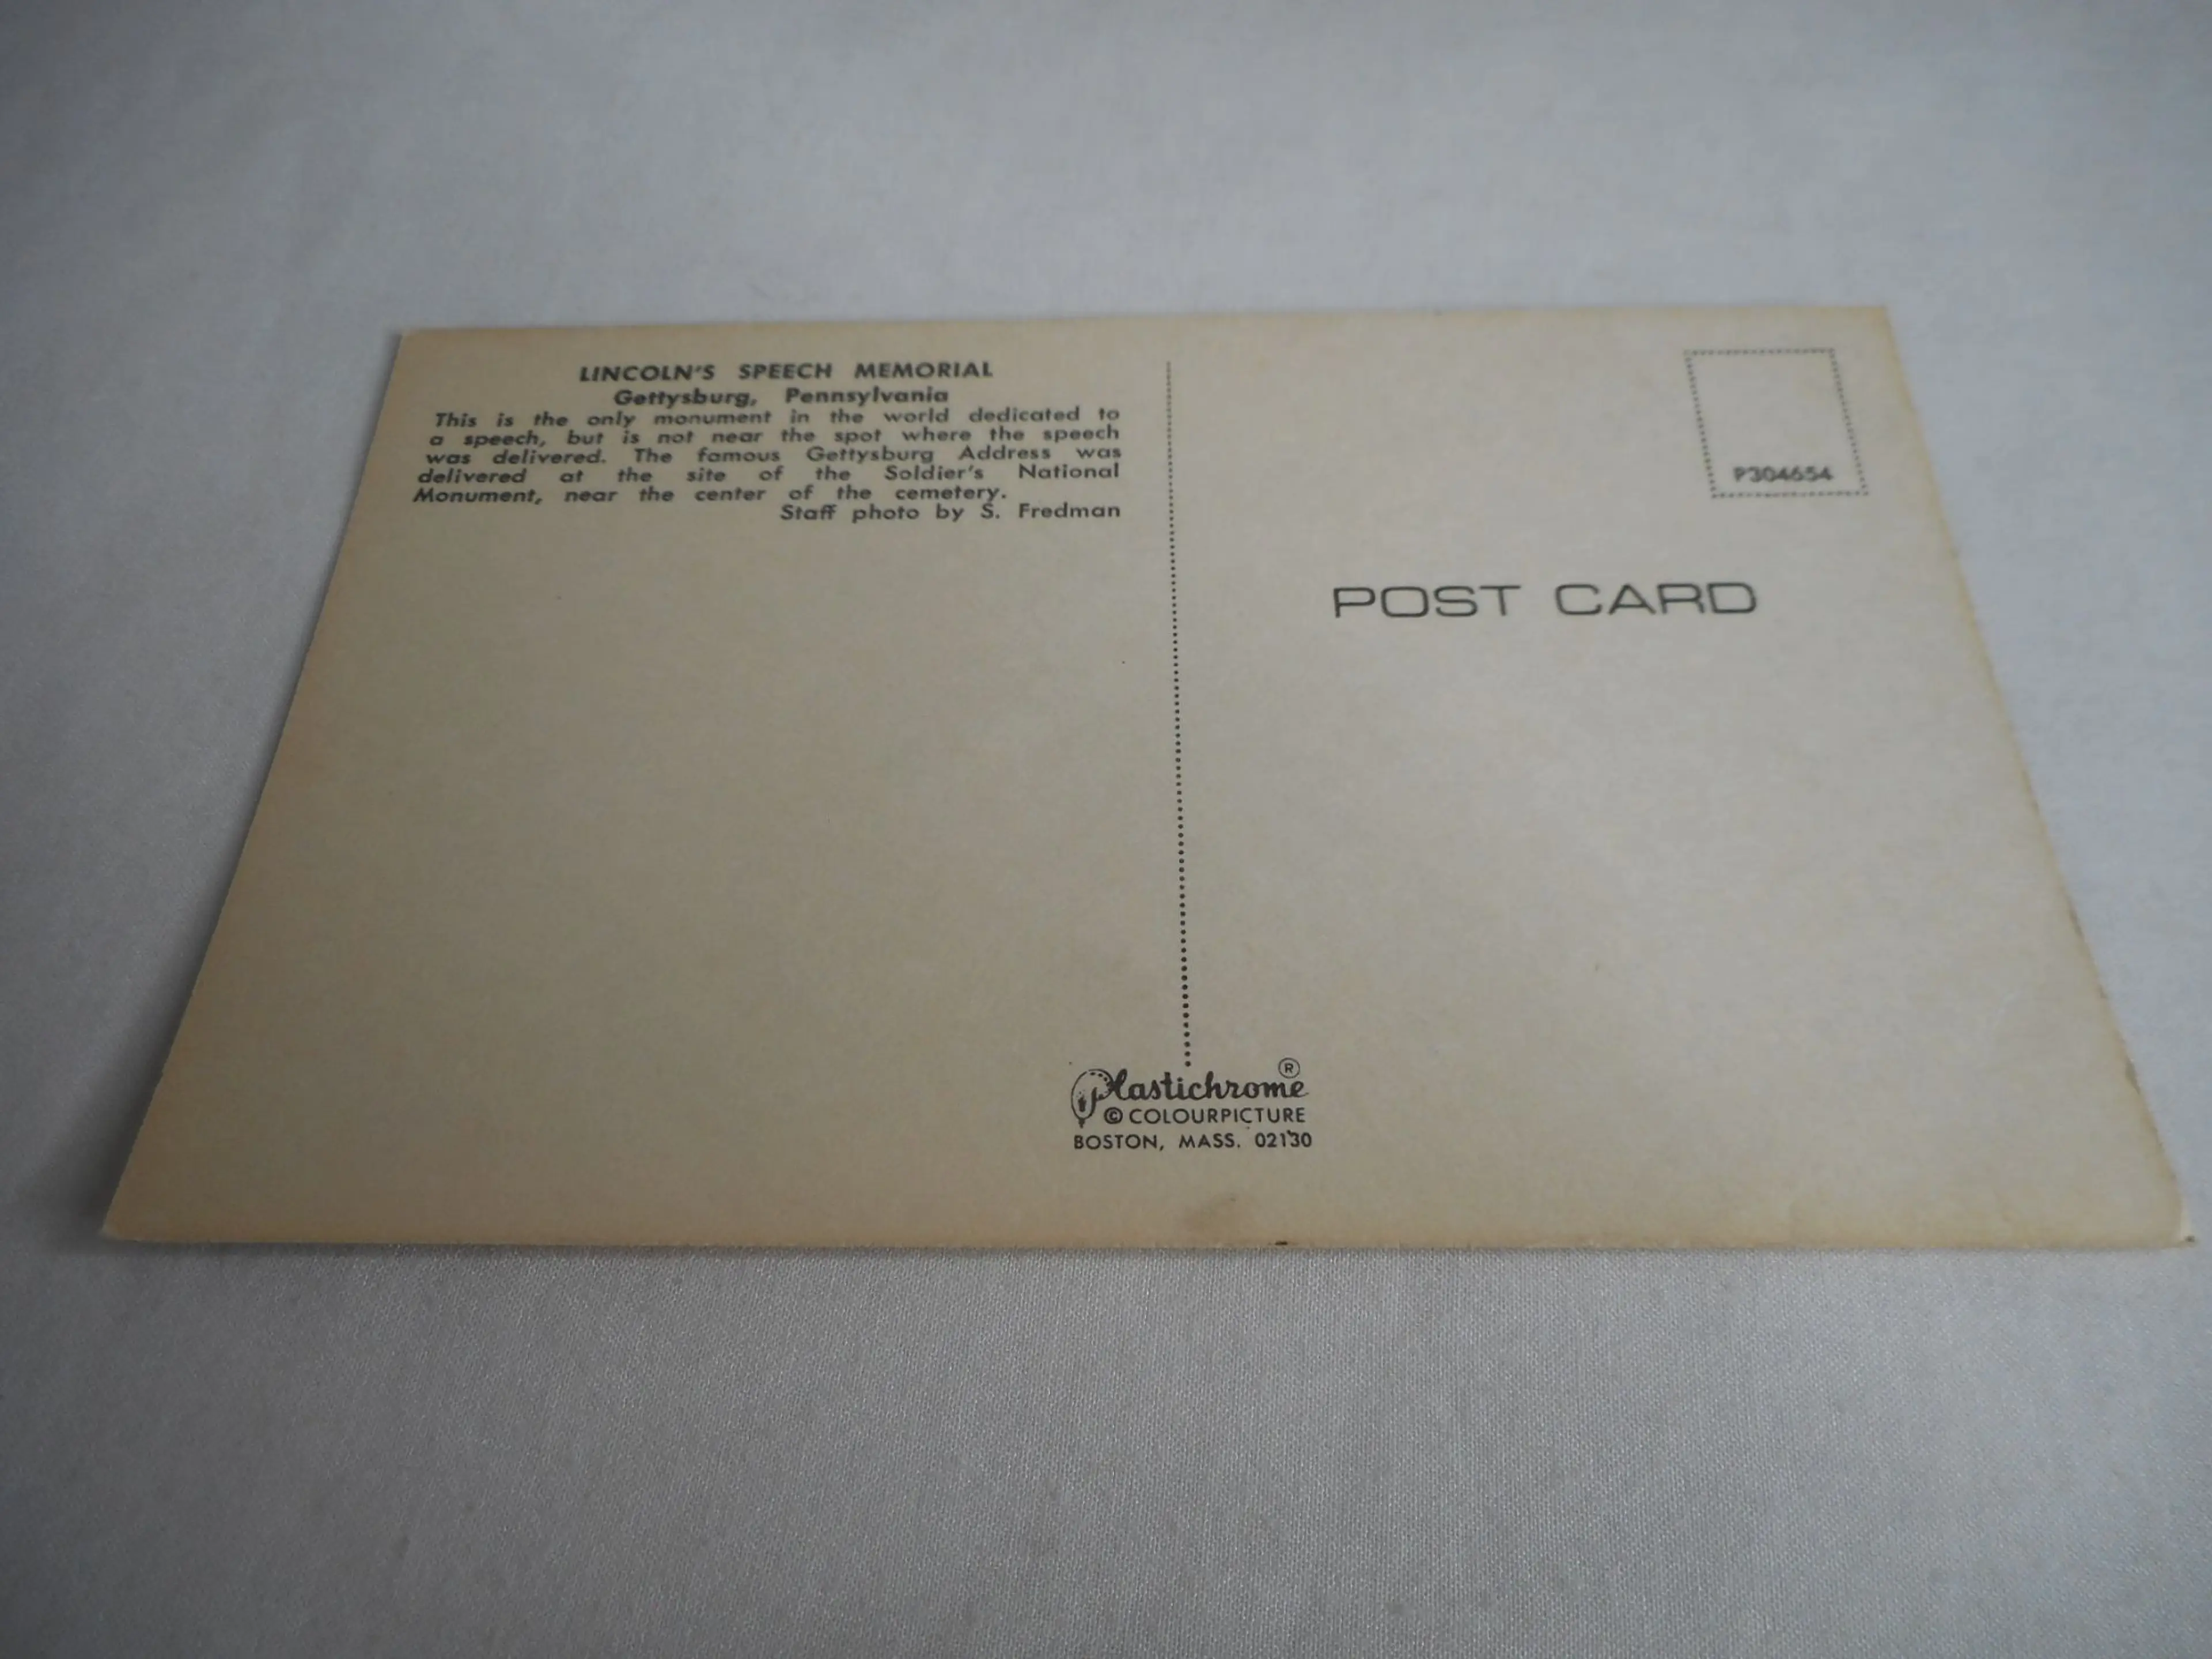 LINCOLN'S SPEECH MEMORIAL
Gettysburg, Pennsylvania
This is the only monument in the world dedicated to
a speech, but is not near the spot where the speech
was delivered. The famous Gettysburg Address was
delivered at the site of the Soldier's National
Monument, near the center of the cemetery.
Staff photo by S. Fredman
P304654
POST CARD
Plastichrome ®
© COLOURPICTURE
BOSTON, MASS. 02130